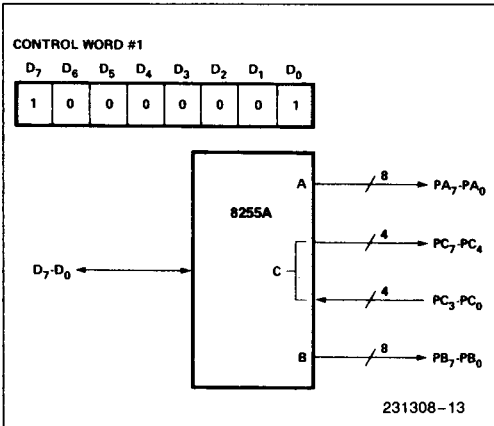 CONTROL WORD #1
D7 D6 D5 D4 D3 D2 D1 D0
1 0 0 0 0 0 0 1
A 8 PA7-PA0
8255A
4 PC7-PC4
D7-D0 C
4 PC3-PC0
B 8 PB7-PB0
231308-13